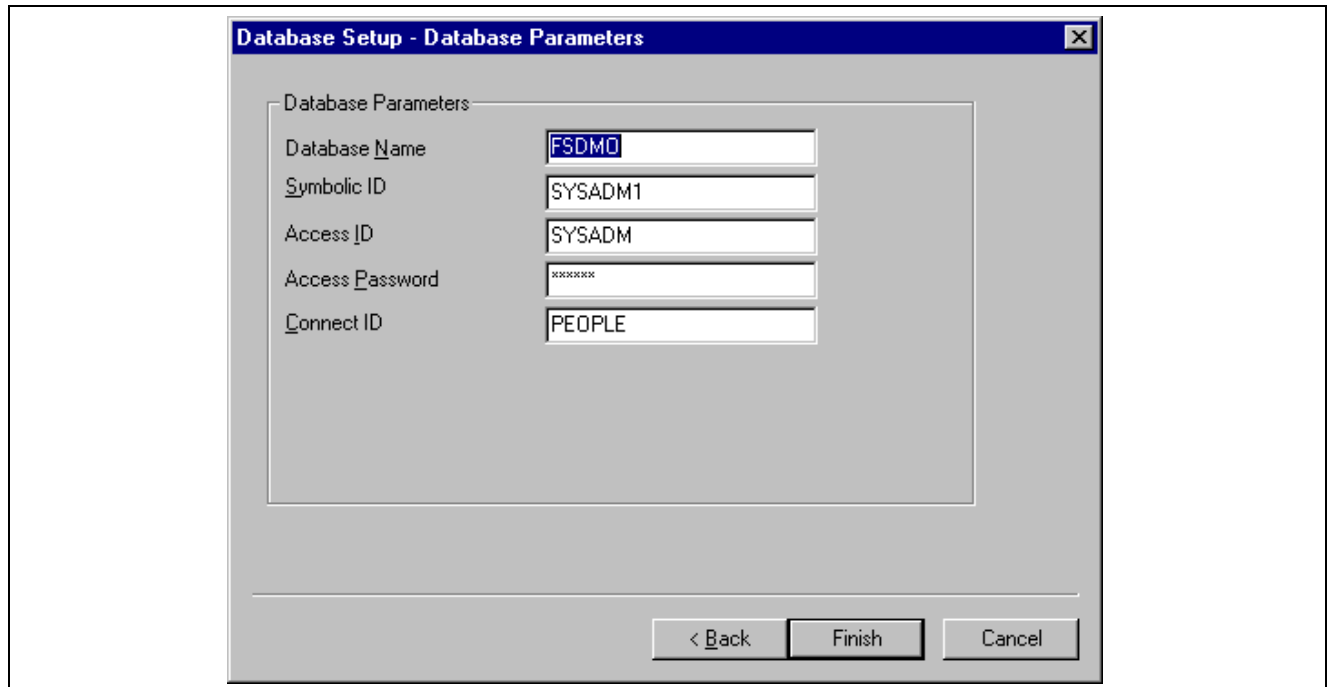 Database Setup - Database Parameters
Database Parameters
Database Name FSDMO
Symbolic ID SYSADM1
Access ID SYSADM
Access Password ××××××
Connect ID PEOPLE
< Back Finish Cancel